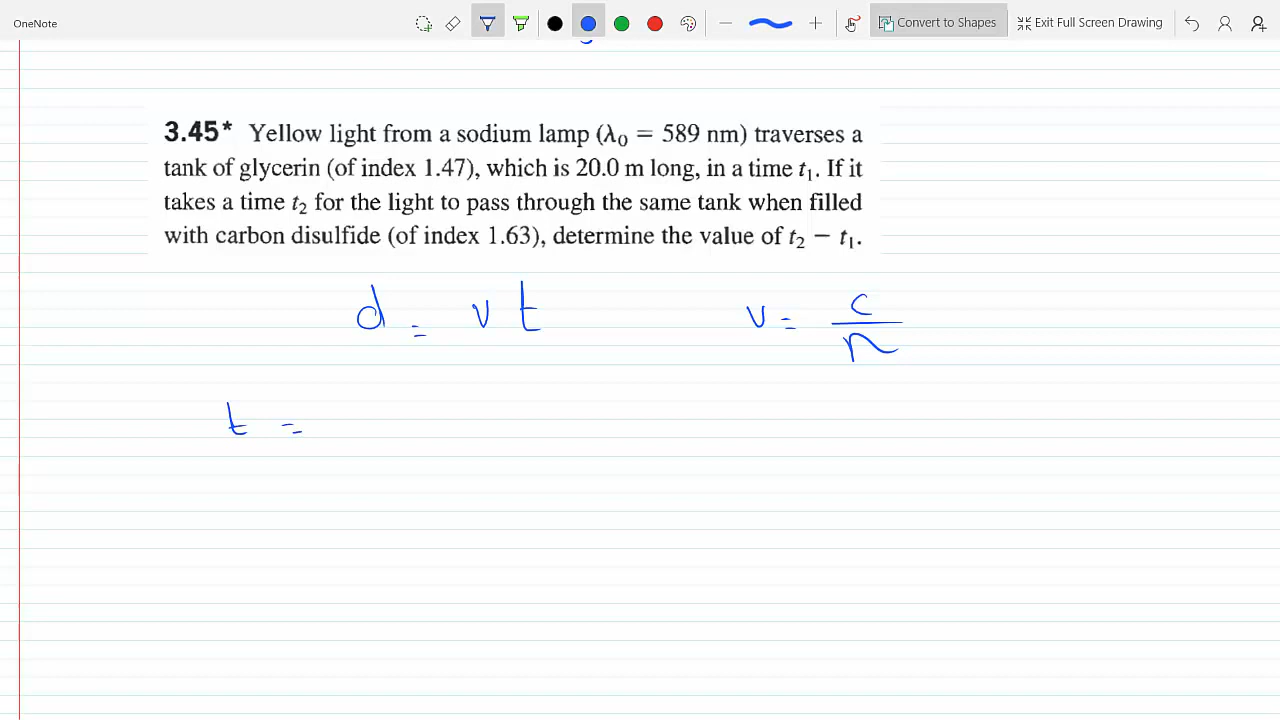 OneNote
Convert to Shapes
Exit Full Screen Drawing
3.45* Yellow light from a sodium lamp (λ₀ = 589 nm) traverses a
tank of glycerin (of index 1.47), which is 20.0 m long, in a time t₁. If it
takes a time t₂ for the light to pass through the same tank when filled
with carbon disulfide (of index 1.63), determine the value of t₂ − t₁.
d = v t
v = c/n
t =